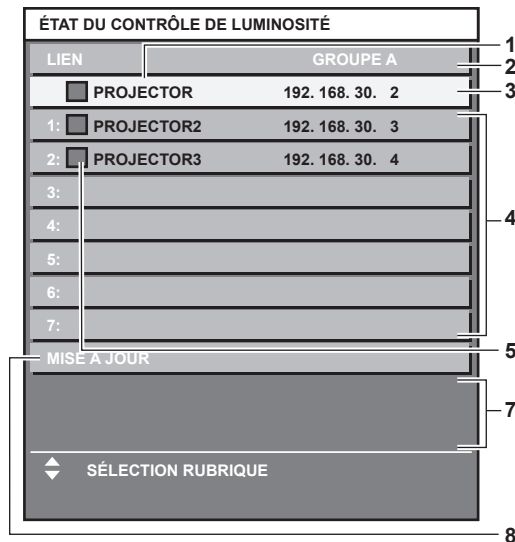 ÉTAT DU CONTRÔLE DE LUMINOSITÉ
LIEN GROUPE A
PROJECTOR 192. 168. 30. 2
1: PROJECTOR2 192. 168. 30. 3
2: PROJECTOR3 192. 168. 30. 4
3:
4:
5:
6:
7:
MISE A JOUR
SÉLECTION RUBRIQUE
1
2
3
4
5
7
8